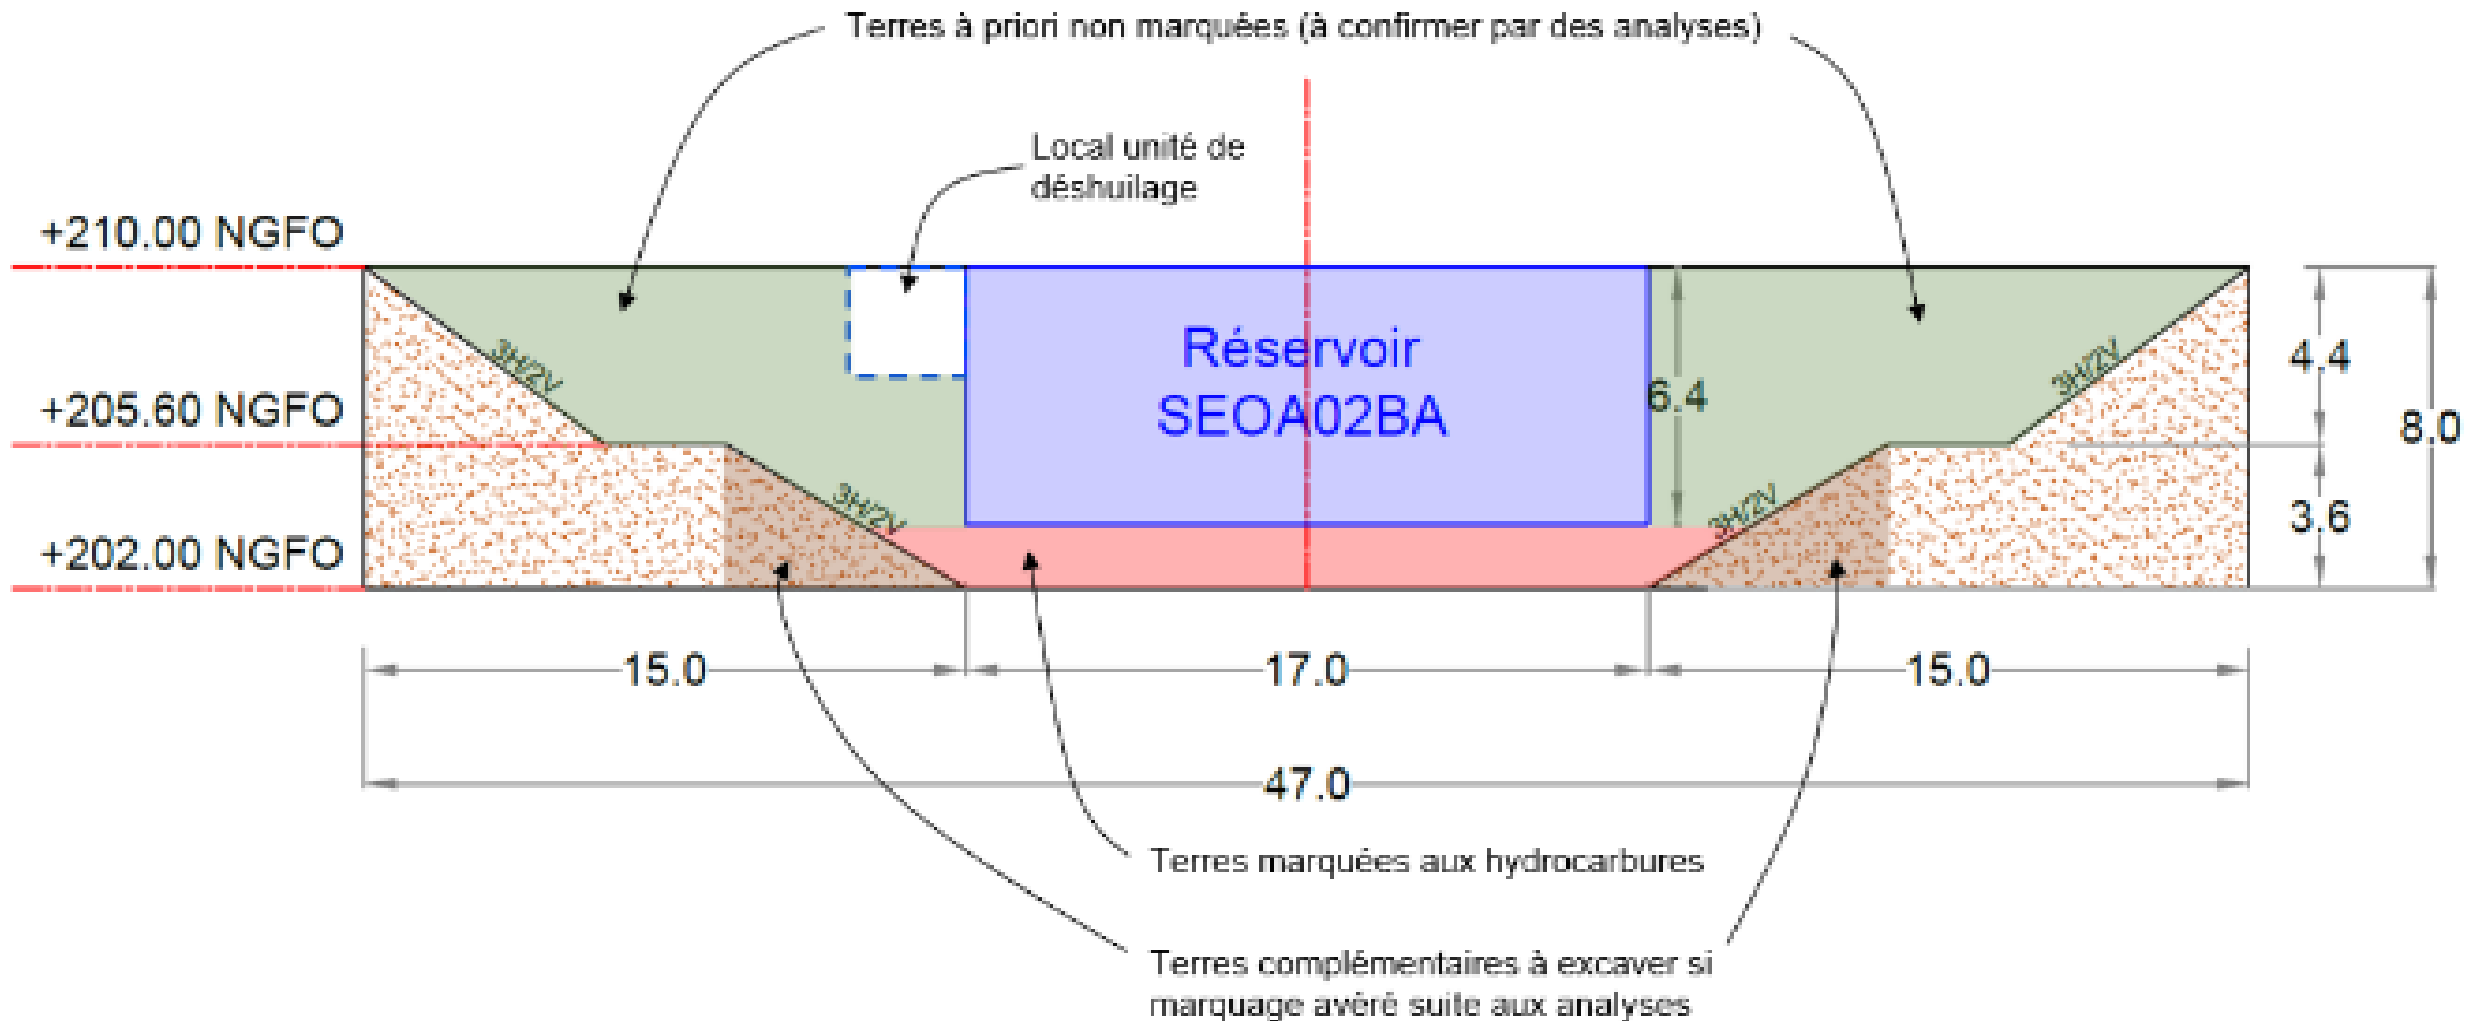 Terres à priori non marquées (à confirmer par des analyses)
Local unité de
déshuilage
+210.00 NGFO
Réservoir
SEOA02BA
3H/2V
3H/2V
4.4
+205.60 NGFO
6.4
8.0
3H/2V
3H/2V
3.6
+202.00 NGFO
15.0
17.0
15.0
47.0
Terres marquées aux hydrocarbures
Terres complémentaires à excaver si
marquage avéré suite aux analyses